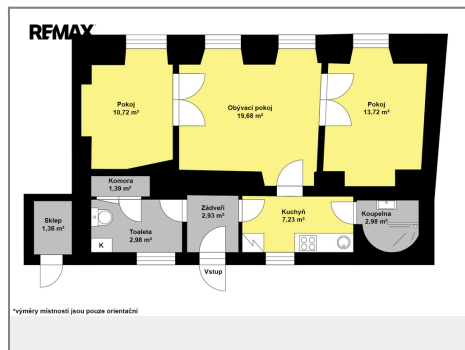 RE/MAX
Pokoj
10,72 m²
Obývací pokoj
19,68 m²
Pokoj
13,72 m²
Komora
1,39 m²
Zádveří
2,93 m²
Kuchyň
7,23 m²
Koupelna
2,98 m²
Sklep
1,36 m²
Toaleta
2,98 m²
K
Vstup
*výměry místností jsou pouze orientační